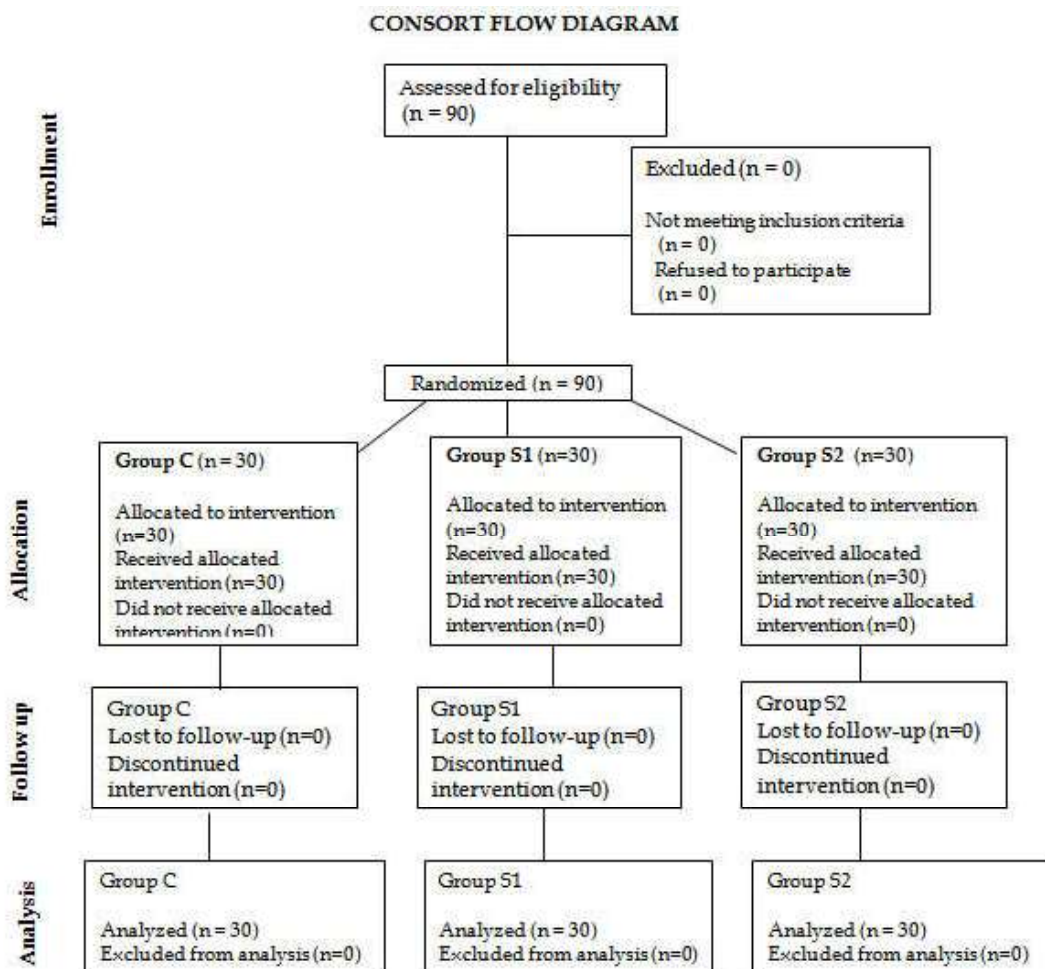 CONSORT FLOW DIAGRAM
Enrollment
Assessed for eligibility
(n = 90)
Excluded (n = 0)
Not meeting inclusion criteria
(n = 0)
Refused to participate
(n = 0)
Randomized (n = 90)
Allocation
Group C (n = 30)
Allocated to intervention
(n=30)
Received allocated
intervention (n=30)
Did not receive allocated
intervention (n=0)
Group S1 (n=30)
Allocated to intervention
(n=30)
Received allocated
intervention (n=30)
Did not receive allocated
intervention (n=0)
Group S2 (n=30)
Allocated to intervention
(n=30)
Received allocated
intervention (n=30)
Did not receive allocated
intervention (n=0)
Follow up
Group C
Lost to follow-up (n=0)
Discontinued
intervention (n=0)
Group S1
Lost to follow-up (n=0)
Discontinued
intervention (n=0)
Group S2
Lost to follow-up (n=0)
Discontinued
intervention (n=0)
Analysis
Group C
Analyzed (n = 30)
Excluded from analysis (n=0)
Group S1
Analyzed (n = 30)
Excluded from analysis (n=0)
Group S2
Analyzed (n = 30)
Excluded from analysis (n=0)